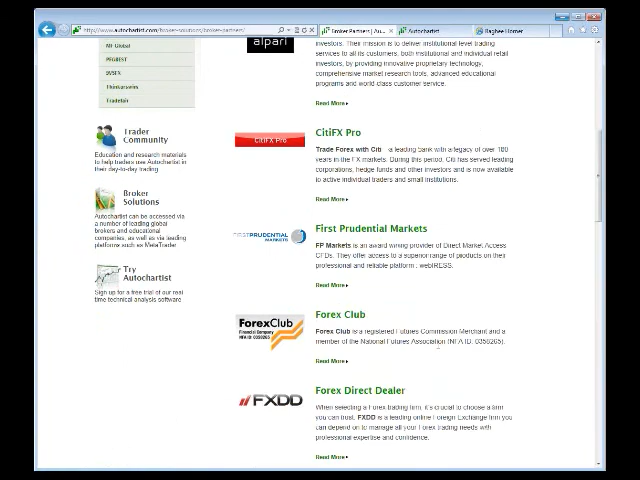 http://www.autochartist.com/broker-solutions/broker-partners/
Broker Partners | Au...
Autochartist
Raghee Horner
MF Global
PFGBEST
SVSFX
Thinkorswim
Tradefair
Trader
Community
Education and research materials
to help traders use Autochartist in
their day-to-day trading
Broker
Solutions
Autochartist can be accessed via
a number of leading global
brokers and educational
companies, as well as via leading
platforms such as MetaTrader
Try
Autochartist
Sign up for a free trial of our real
time technical analysis software
alpari
investors. Their mission is to deliver institutional level trading
services to all its customers, both institutional and individual retail
investors, by providing innovative proprietary technology,
comprehensive market research tools, advanced educational
programs and world class customer service.
Read More
CitiFX Pro
CitiFX Pro
Trade Forex with Citi - a leading bank with a legacy of over 100
years in the FX markets. During this period, Citi has served leading
corporations, hedge funds and other investors and is now available
to active individual traders and small institutions.
Read More
FIRST PRUDENTIAL
MARKETS
First Prudential Markets
FP Markets is an award wining provider of Direct Market Access
CFDs. They offer access to a superior range of products on their
professional and reliable platform : webIRESS.
Read More
ForexClub
Financial Company
NFA ID: 0358265
Forex Club
Forex Club is a registered Futures Commission Merchant and a
member of the National Futures Association (NFA ID: 0358265).
Read More
FXDD
Forex Direct Dealer
When selecting a Forex trading firm, it's crucial to choose a firm
you can trust. FXDD is a leading online Foreign Exchange firm you
can depend on to manage all your Forex trading needs with
professional expertise and confidence.
Read More